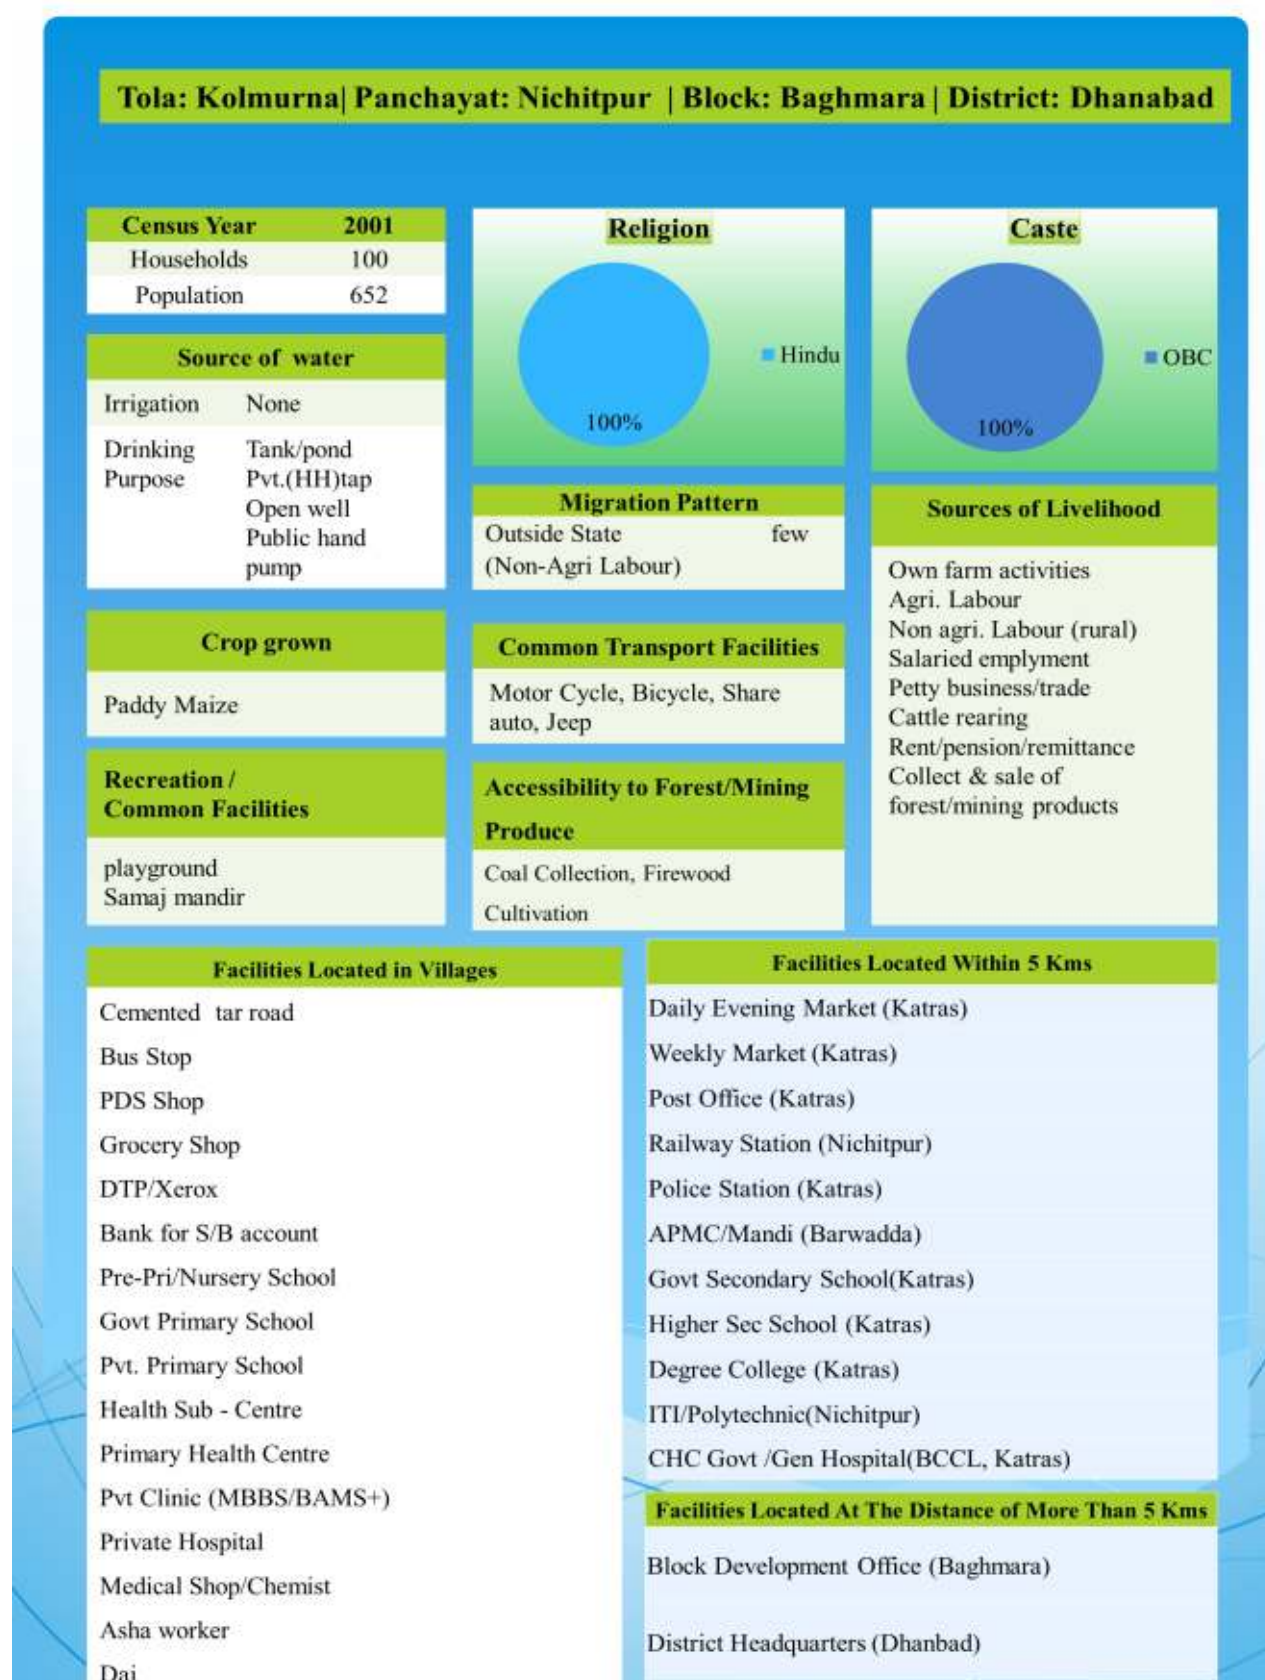 Tola: Kolmurna| Panchayat: Nichitpur | Block: Baghmara | District: Dhanabad
Census Year 2001
Households 100
Population 652
Source of water
Irrigation None
Drinking Tank/pond
Purpose Pvt.(HH)tap
Open well
Public hand
pump
Crop grown
Paddy Maize
Recreation /
Common Facilities
playground
Samaj mandir
Religion
Hindu
100%
Migration Pattern
Outside State few
(Non-Agri Labour)
Common Transport Facilities
Motor Cycle, Bicycle, Share
auto, Jeep
Accessibility to Forest/Mining
Produce
Coal Collection, Firewood
Cultivation
Caste
OBC
100%
Sources of Livelihood
Own farm activities
Agri. Labour
Non agri. Labour (rural)
Salaried emplyment
Petty business/trade
Cattle rearing
Rent/pension/remittance
Collect & sale of
forest/mining products
Facilities Located in Villages
Cemented tar road
Bus Stop
PDS Shop
Grocery Shop
DTP/Xerox
Bank for S/B account
Pre-Pri/Nursery School
Govt Primary School
Pvt. Primary School
Health Sub - Centre
Primary Health Centre
Pvt Clinic (MBBS/BAMS+)
Private Hospital
Medical Shop/Chemist
Asha worker
Dai
Facilities Located Within 5 Kms
Daily Evening Market (Katras)
Weekly Market (Katras)
Post Office (Katras)
Railway Station (Nichitpur)
Police Station (Katras)
APMC/Mandi (Barwadda)
Govt Secondary School(Katras)
Higher Sec School (Katras)
Degree College (Katras)
ITI/Polytechnic(Nichitpur)
CHC Govt /Gen Hospital(BCCL, Katras)
Facilities Located At The Distance of More Than 5 Kms
Block Development Office (Baghmara)
District Headquarters (Dhanbad)